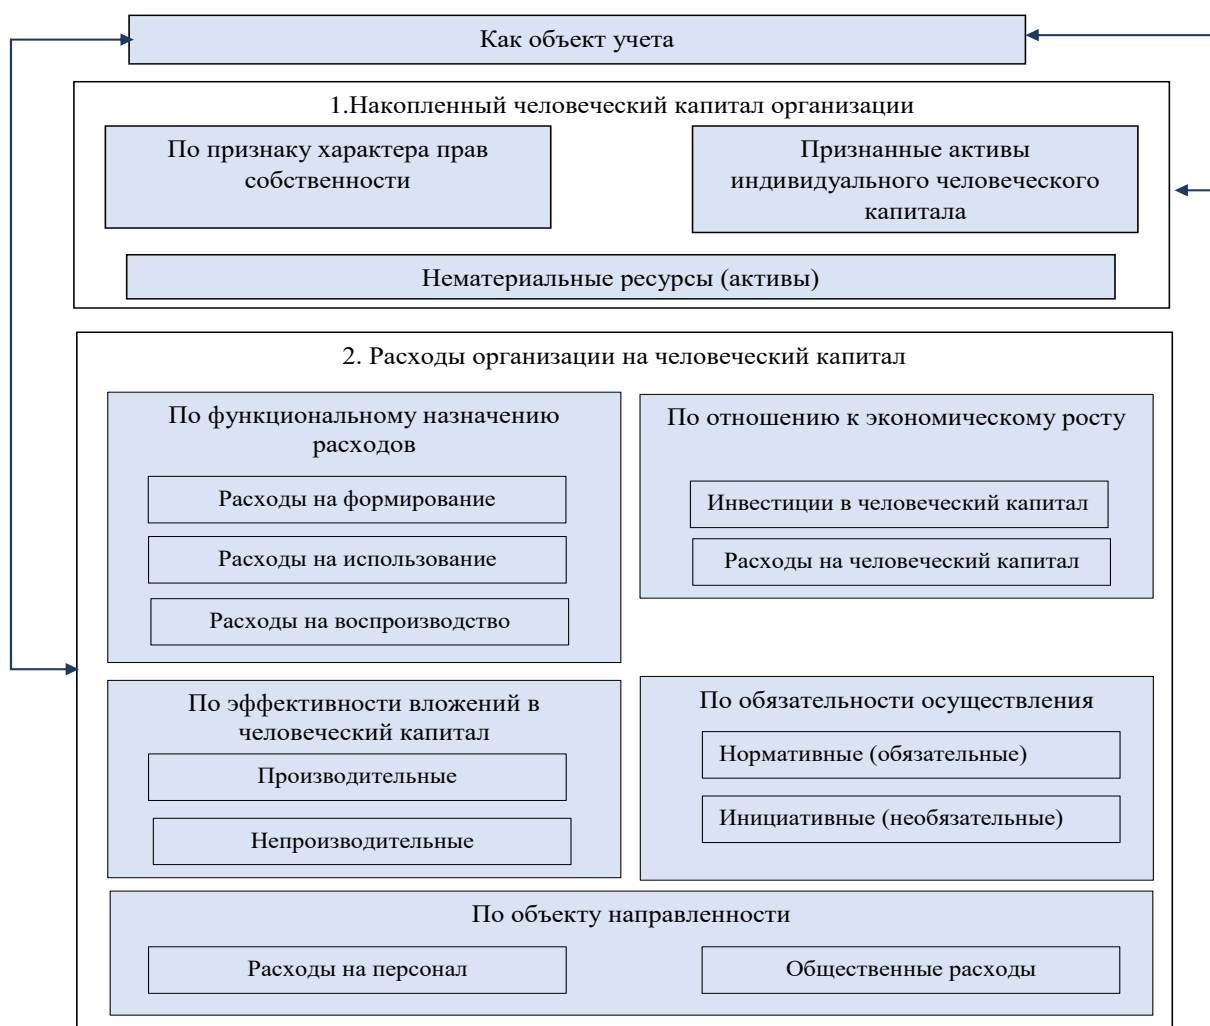 Как объект учета
1.Накопленный человеческий капитал организации
По признаку характера прав
собственности
Признанные активы
индивидуального человеческого
капитала
Нематериальные ресурсы (активы)
2. Расходы организации на человеческий капитал
По функциональному назначению
расходов
Расходы на формирование
Расходы на использование
Расходы на воспроизводство
По отношению к экономическому росту
Инвестиции в человеческий капитал
Расходы на человеческий капитал
По эффективности вложений в
человеческий капитал
Производительные
Непроизводительные
По обязательности осуществления
Нормативные (обязательные)
Инициативные (необязательные)
По объекту направленности
Расходы на персонал
Общественные расходы